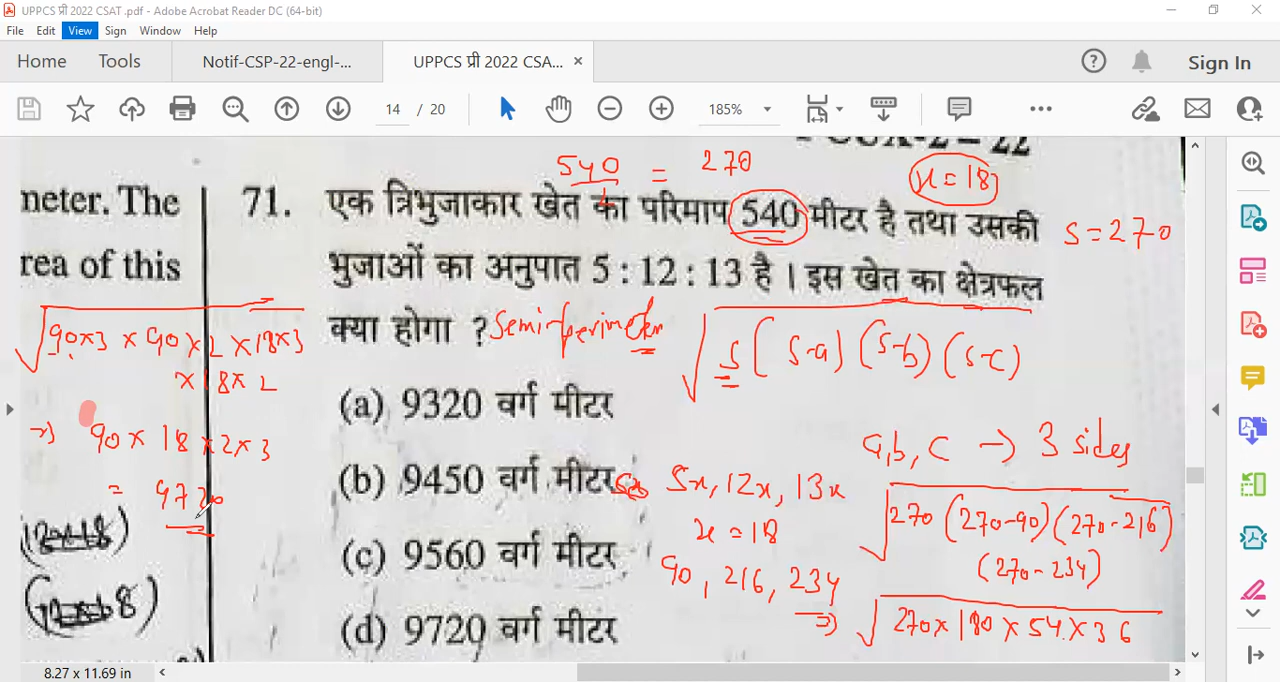 UPPCS प्री 2022 CSAT .pdf - Adobe Acrobat Reader DC (64-bit)
File Edit View Sign Window Help
Home Tools Notif-CSP-22-engl-... UPPCS प्री 2022 CSA... × Sign In
14 / 20 185%
540 = 270
x = 18
neter. The
71. एक त्रिभुजाकार खेत का परिमाप 540 मीटर है तथा उसकी
S = 270
rea of this
भुजाओं का अनुपात 5 : 12 : 13 है । इस खेत का क्षेत्रफल
क्या होगा ?
Semi-perimeter
√S(S-a)(S-b)(S-c)
√90×3 × 90×2×18×3
×18×2
(a) 9320 वर्ग मीटर
⇒ 90 × 18 × 2 × 3
a, b, c → 3 sides
(b) 9450 वर्ग मीटर
5x, 12x, 13x
= 9720
√270 (270-90) (270-216)
x = 18
(c) 9560 वर्ग मीटर
(270-234)
90, 216, 234
(d) 9720 वर्ग मीटर
⇒ √270 × 180 × 54 × 36
8.27 x 11.69 in